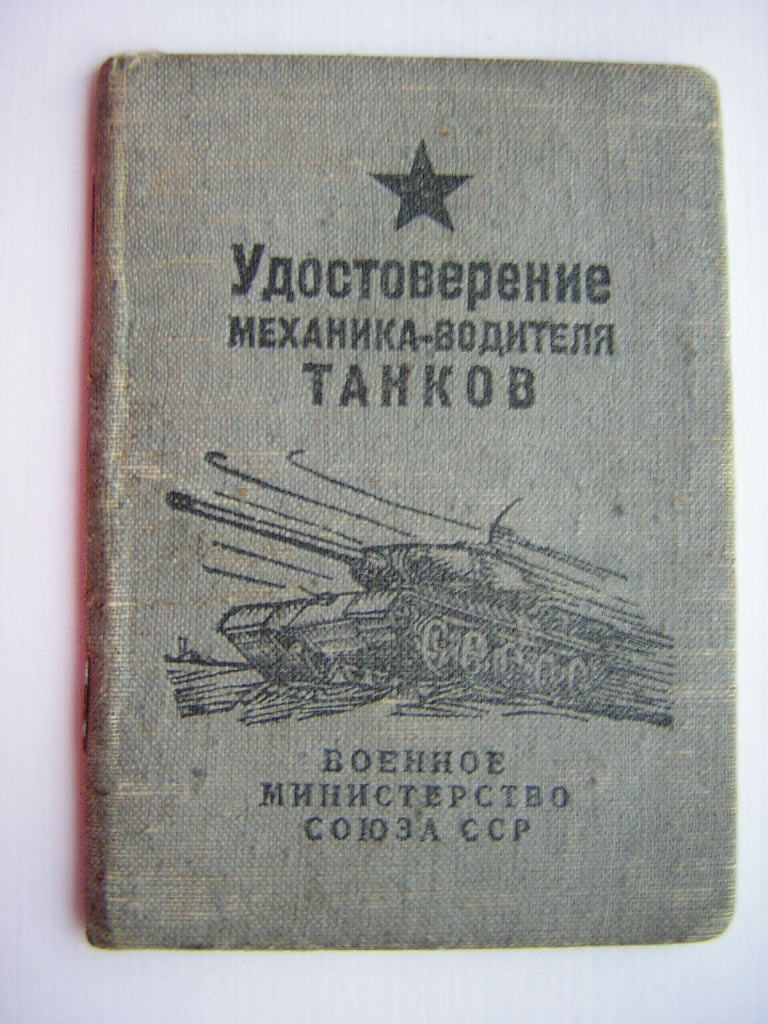 Удостоверение
МЕХАНИКА-ВОДИТЕЛЯ
ТАНКОВ
ВОЕННОЕ
МИНИСТЕРСТВО
СОЮЗА ССР